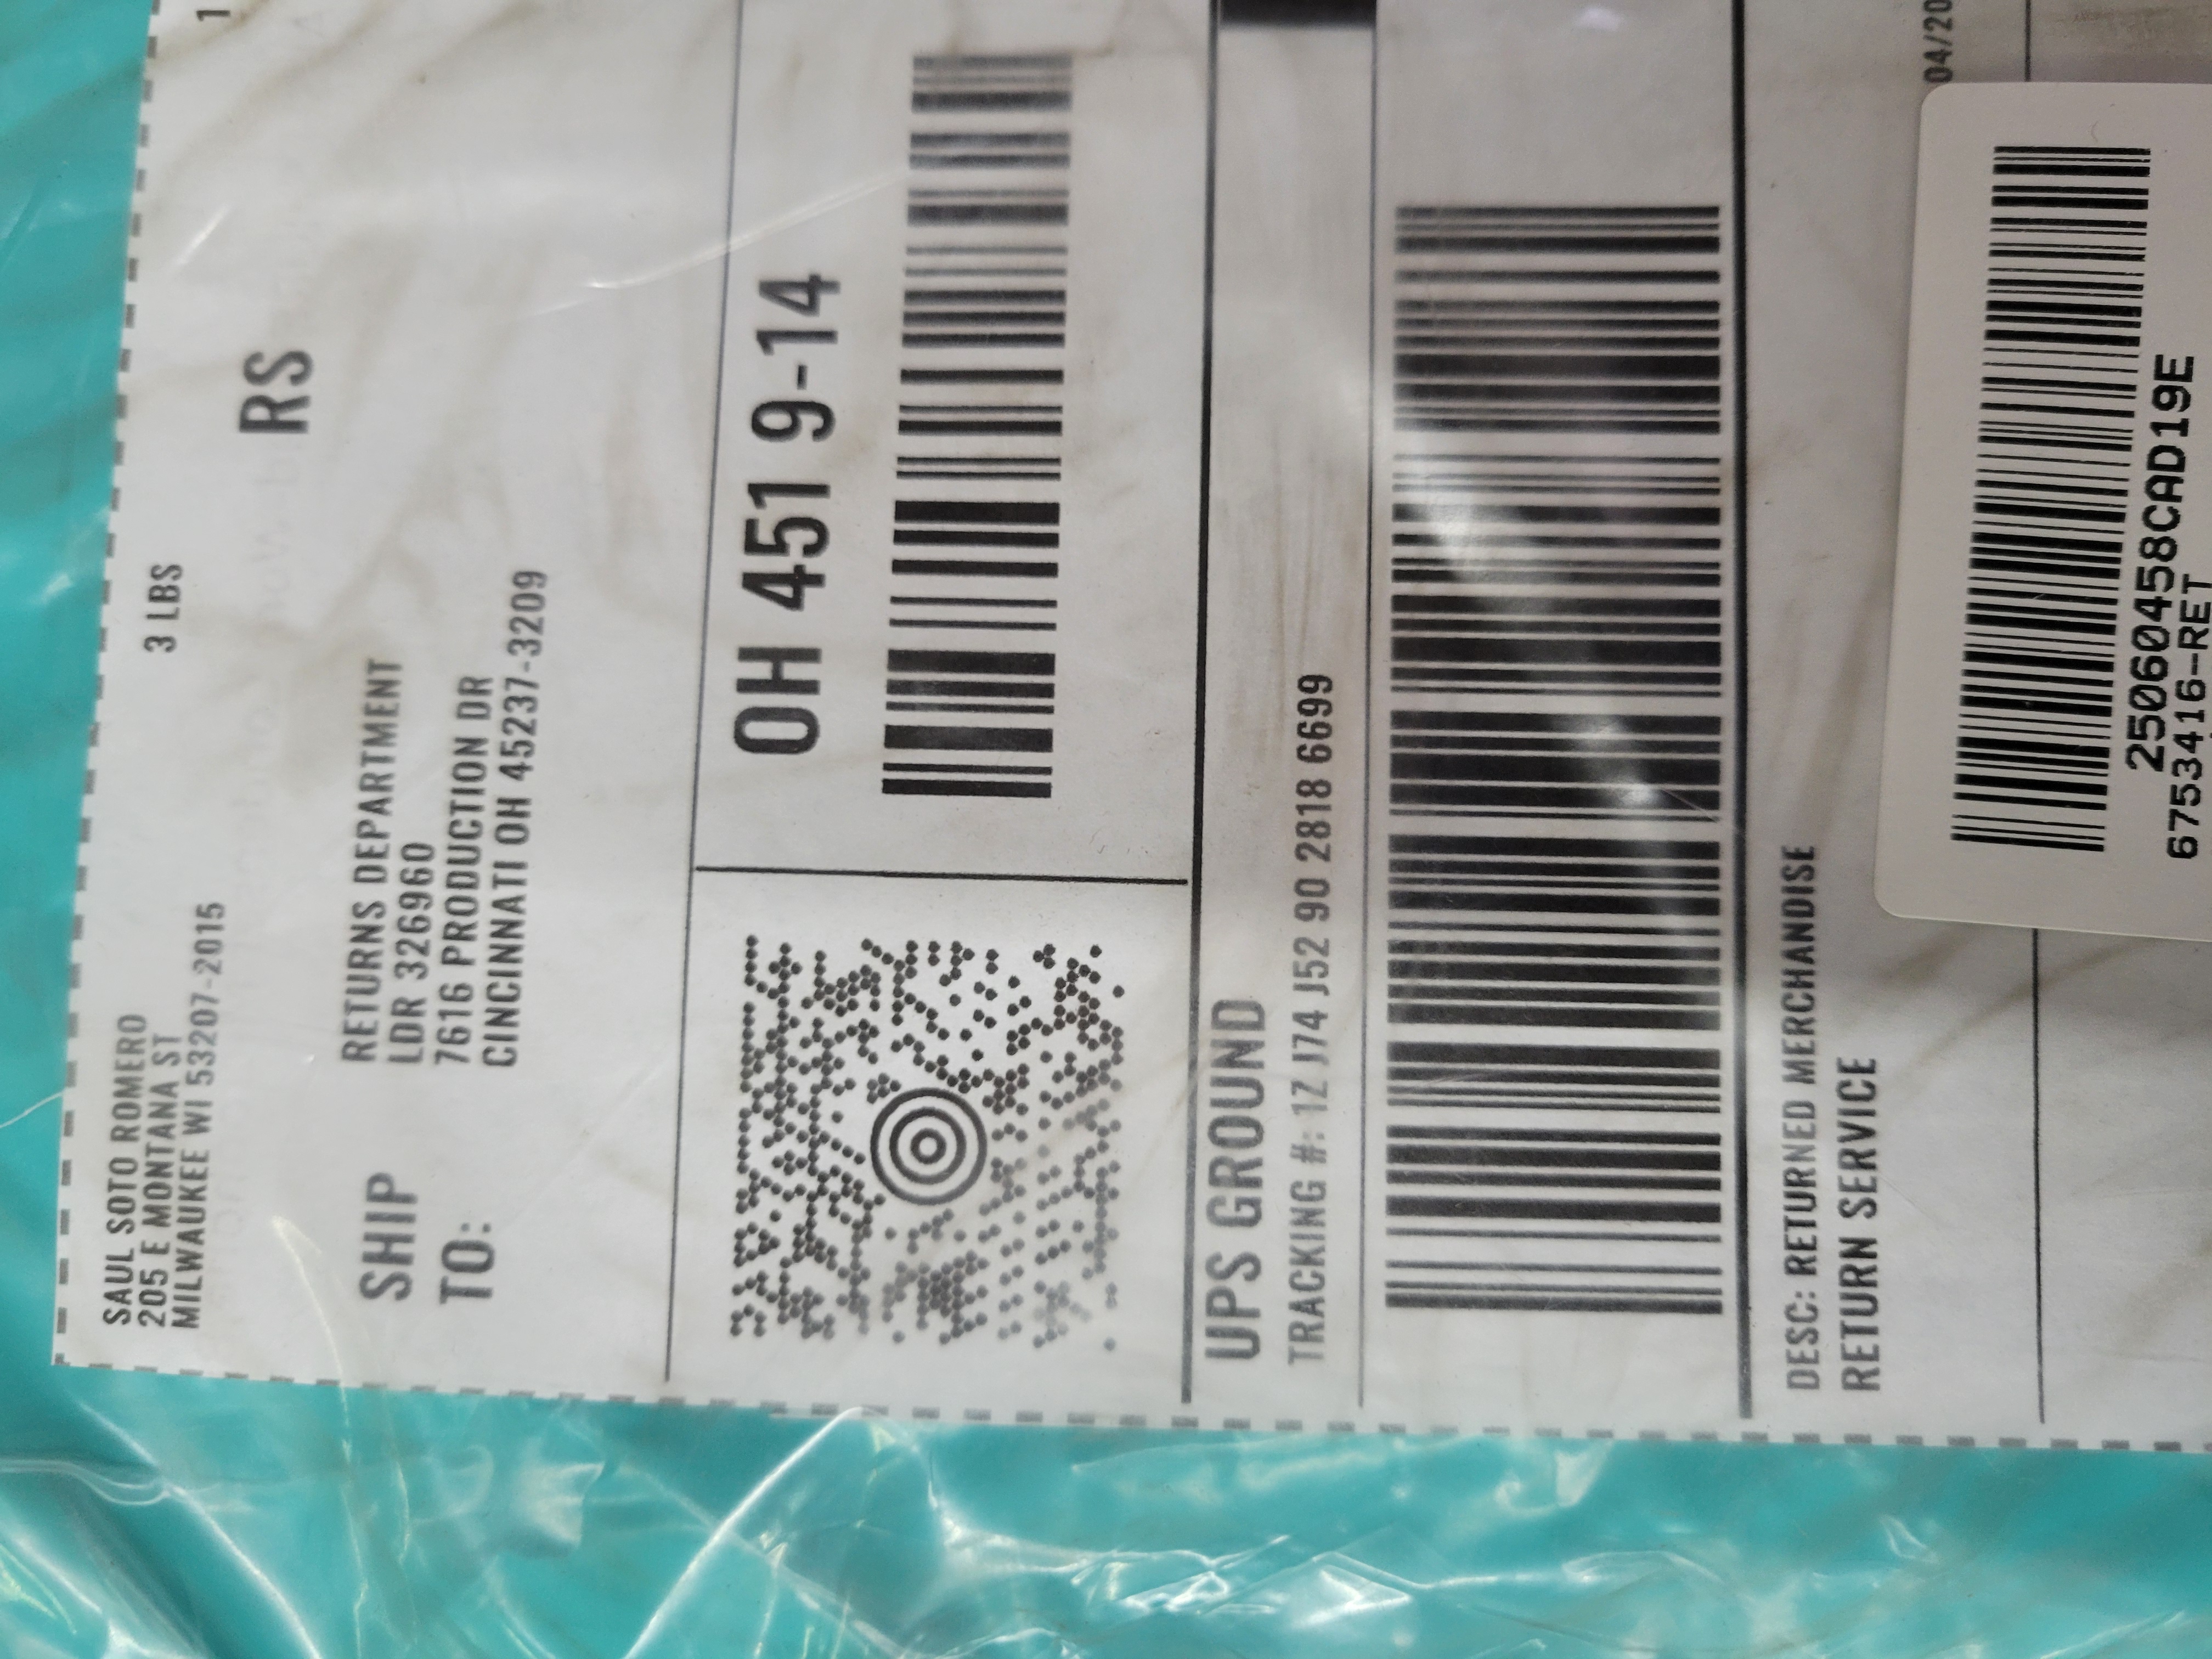 SAUL SOTO ROMERO
205 E MONTANA ST
MILWAUKEE WI 53207-2015
3 LBS
1
RS
SHIP
TO:
RETURNS DEPARTMENT
LDR 326960
7616 PRODUCTION DR
CINCINNATI OH 45237-3209
OH 451 9-14
UPS GROUND
TRACKING #: 1Z J74 J52 90 2818 6699
DESC: RETURNED MERCHANDISE
RETURN SERVICE
04/20
25060458CAD19E
6753416-RET